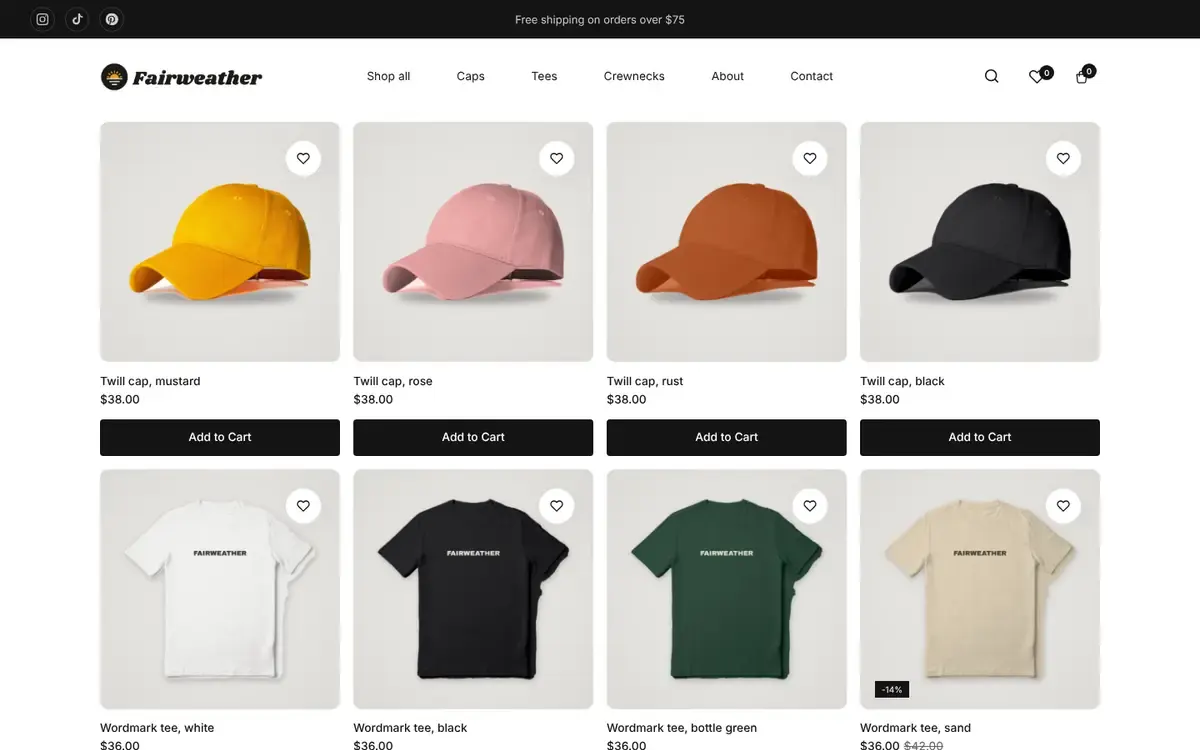 Free shipping on orders over $75
Fairweather
Shop all
Caps
Tees
Crewnecks
About
Contact
0
0
Twill cap, mustard
$38.00
Add to Cart
Twill cap, rose
$38.00
Add to Cart
Twill cap, rust
$38.00
Add to Cart
Twill cap, black
$38.00
Add to Cart
FAIRWEATHER
Wordmark tee, white
$36.00
FAIRWEATHER
Wordmark tee, black
$36.00
FAIRWEATHER
Wordmark tee, bottle green
$36.00
FAIRWEATHER
-14%
Wordmark tee, sand
$36.00 $42.00